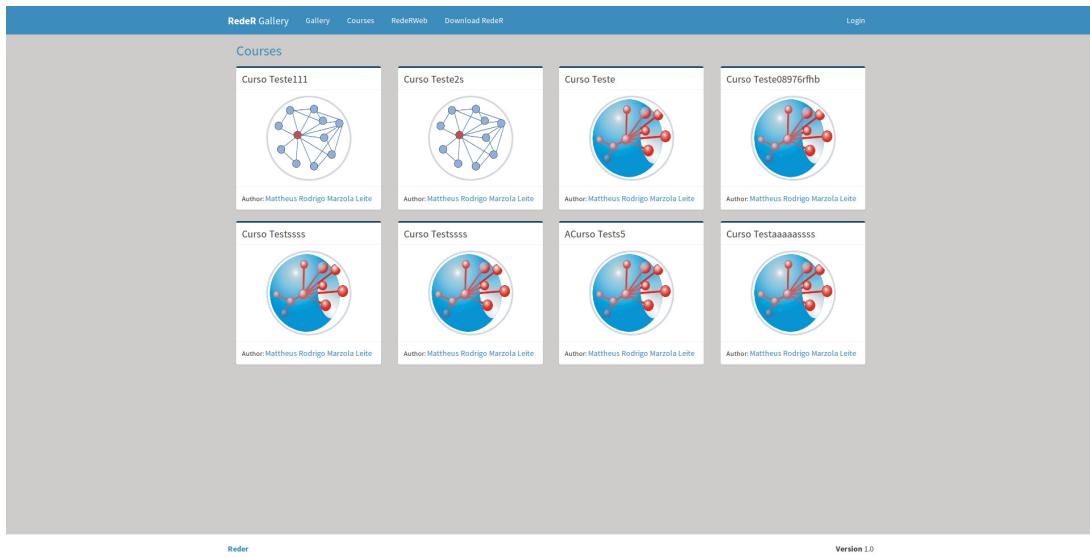 RedeR Gallery Gallery Courses RedeRWeb Download RedeR Login
Courses
Curso Teste111 Curso Teste2s Curso Teste Curso Teste08976rfhb
Author: Mattheus Rodrigo Marzola Leite Author: Mattheus Rodrigo Marzola Leite Author: Mattheus Rodrigo Marzola Leite Author: Mattheus Rodrigo Marzola Leite
Curso Testssss Curso Testssss ACurso Tests5 Curso Testaaaaassss
Author: Mattheus Rodrigo Marzola Leite Author: Mattheus Rodrigo Marzola Leite Author: Mattheus Rodrigo Marzola Leite Author: Mattheus Rodrigo Marzola Leite
Reder Version 1.0